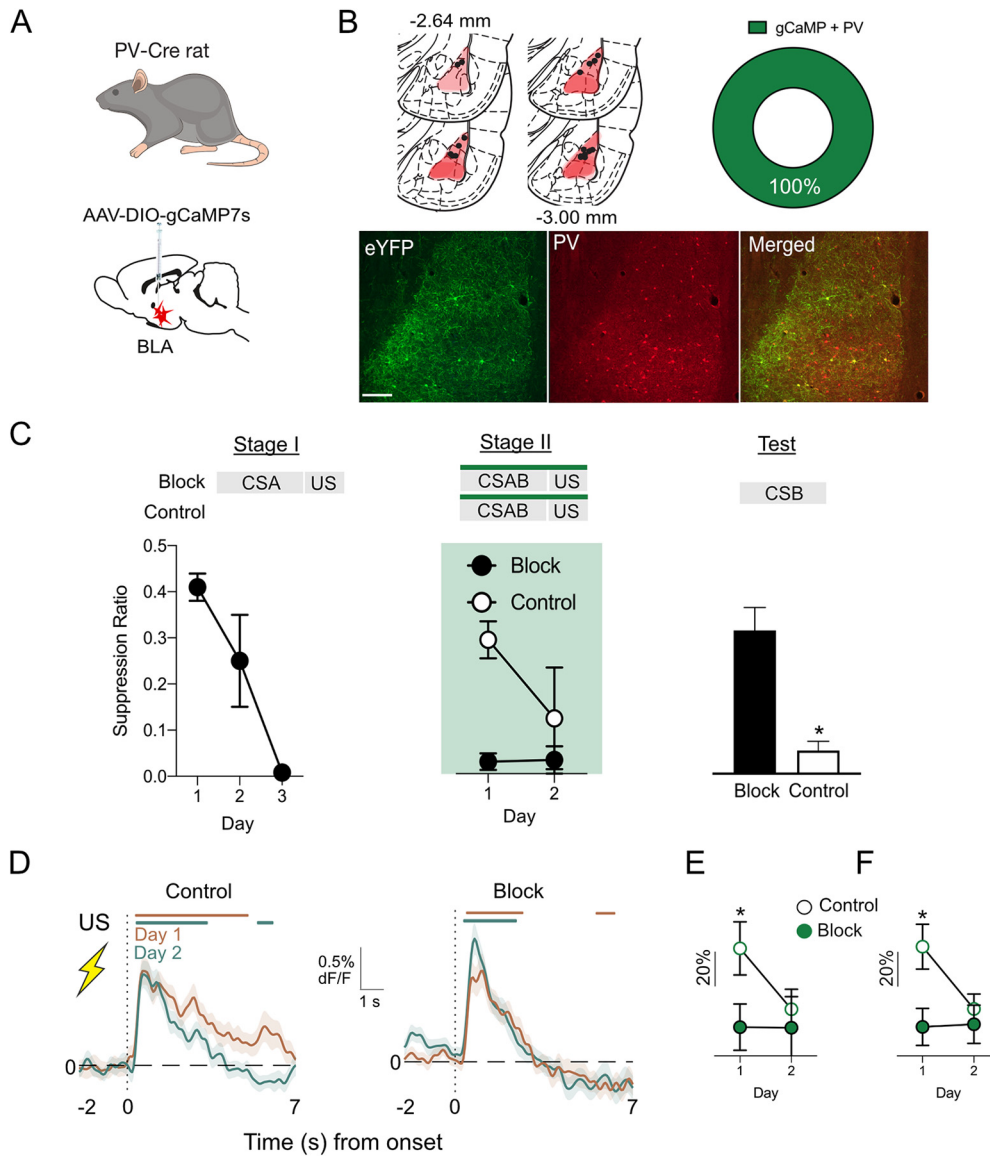 A
PV-Cre rat
AAV-DIO-gCaMP7s
BLA
B
-2.64 mm
-3.00 mm
gCaMP + PV
100%
eYFP
PV
Merged
C
Stage I
Block
CSA
US
Control
Suppression Ratio
0.5
0.4
0.3
0.2
0.1
0.0
1
2
3
Day
Stage II
CSAB
US
CSAB
US
Block
Control
1
2
Day
Test
CSB
*
Block
Control
D
Control
US
Day 1
Day 2
0
-2
0
7
0.5%
dF/F
1 s
Block
0
-2
0
7
Time (s) from onset
E
*
20%
Control
Block
1
2
Day
F
*
20%
1
2
Day